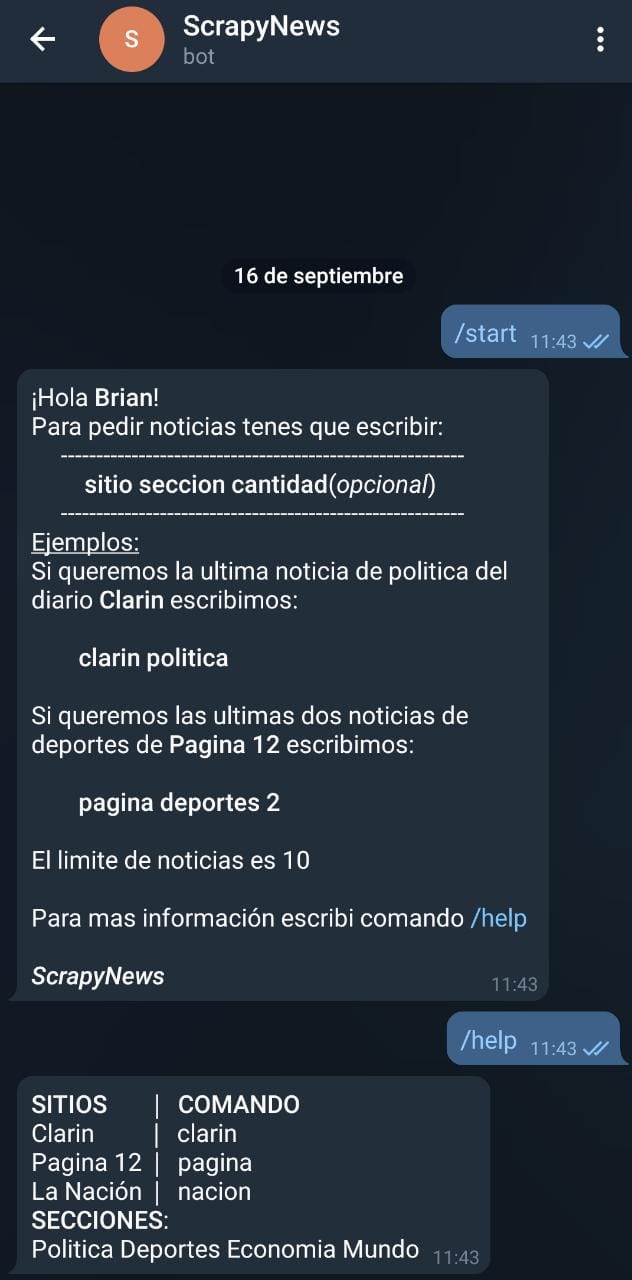 ScrapyNews
S
bot
16 de septiembre
/start 11:43
¡Hola Brian!
Para pedir noticias tenes que escribir:
---------------------------------------------------------
sitio seccion cantidad(opcional)
---------------------------------------------------------
Ejemplos:
Si queremos la ultima noticia de politica del
diario Clarin escribimos:
clarin politica
Si queremos las ultimas dos noticias de
deportes de Pagina 12 escribimos:
pagina deportes 2
El limite de noticias es 10
Para mas información escribi comando /help
ScrapyNews 11:43
/help 11:43
SITIOS | COMANDO
Clarin | clarin
Pagina 12 | pagina
La Nación | nacion
SECCIONES:
Politica Deportes Economia Mundo 11:43